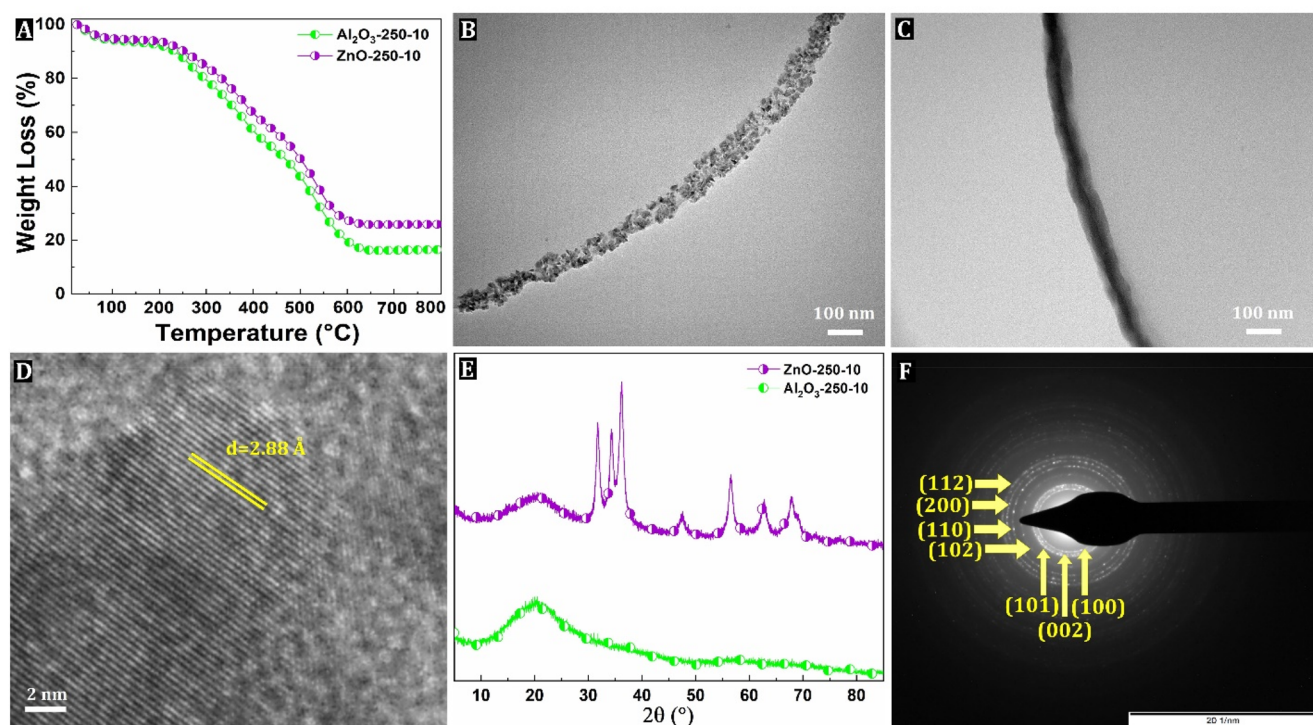 A
Al₂O₃-250-10
ZnO-250-10
Weight Loss (%)
100
80
60
40
20
0
0 100 200 300 400 500 600 700 800
Temperature (°C)
B
100 nm
C
100 nm
D
d=2.88 Å
2 nm
E
ZnO-250-10
Al₂O₃-250-10
10 20 30 40 50 60 70 80
2θ (°)
F
(112)
(200)
(110)
(102)
(101) (100)
(002)
20 1/nm